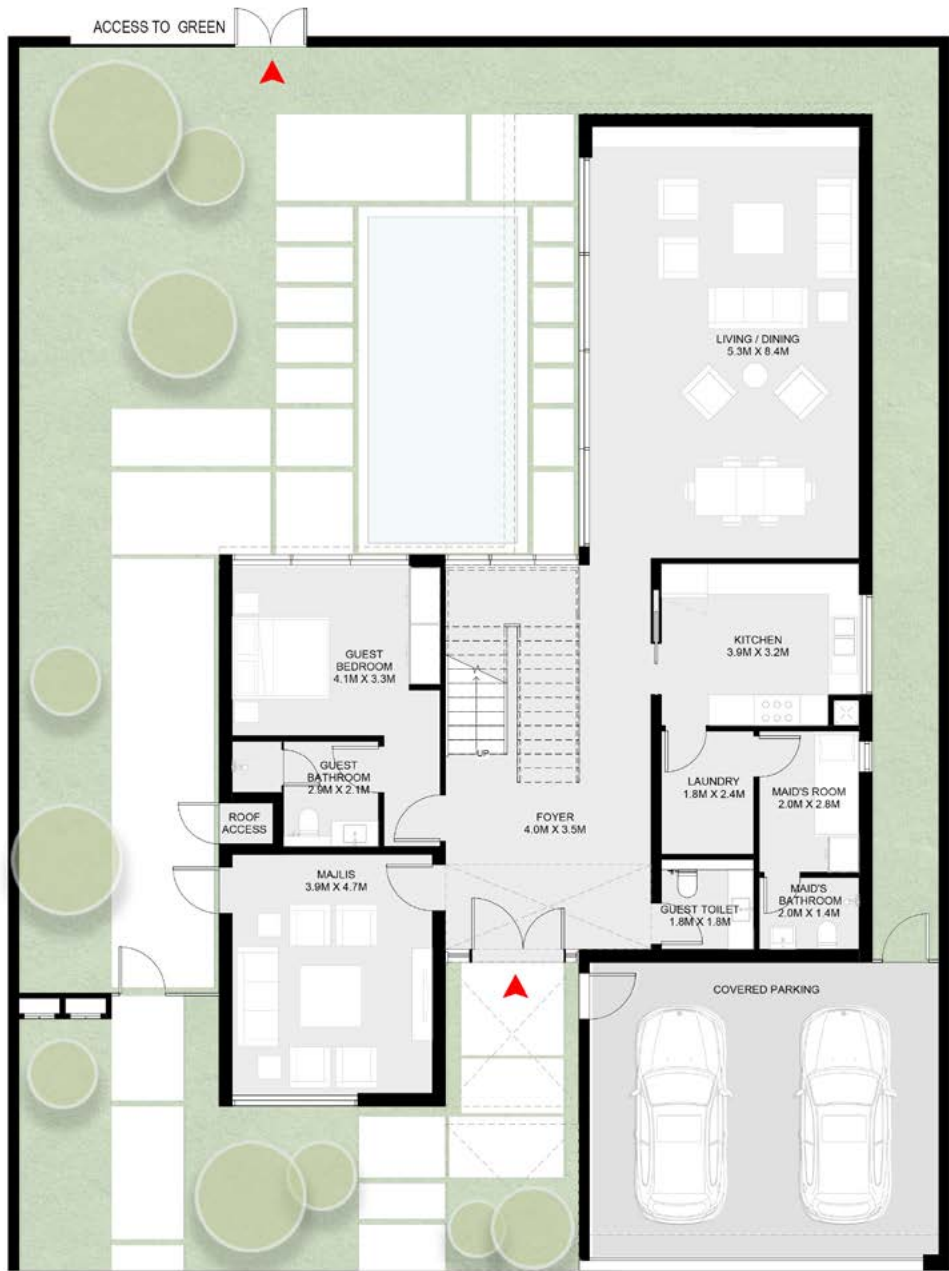 ACCESS TO GREEN
LIVING / DINING
5.3M X 8.4M
KITCHEN
3.9M X 3.2M
GUEST
BEDROOM
4.1M X 3.3M
UP
GUEST
BATHROOM
2.9M X 2.1M
LAUNDRY
1.8M X 2.4M
MAID'S ROOM
2.0M X 2.8M
ROOF
ACCESS
FOYER
4.0M X 3.5M
MAJLIS
3.9M X 4.7M
GUEST TOILET
1.8M X 1.8M
MAID'S
BATHROOM
2.0M X 1.4M
COVERED PARKING